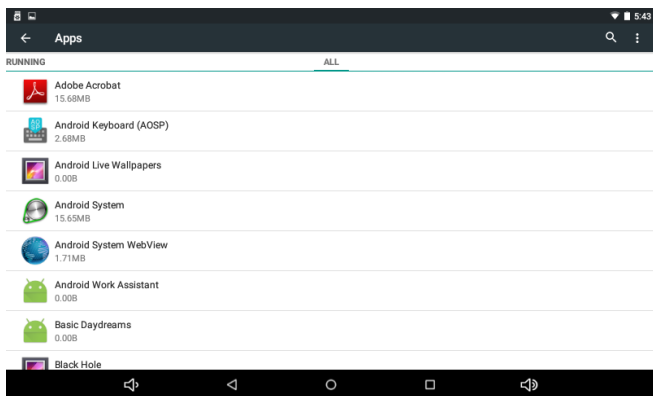 5:43
Apps
RUNNING
ALL
Adobe Acrobat
15.68MB
Android Keyboard (AOSP)
2.68MB
Android Live Wallpapers
0.00B
Android System
15.65MB
Android System WebView
1.71MB
Android Work Assistant
0.00B
Basic Daydreams
0.00B
Black Hole